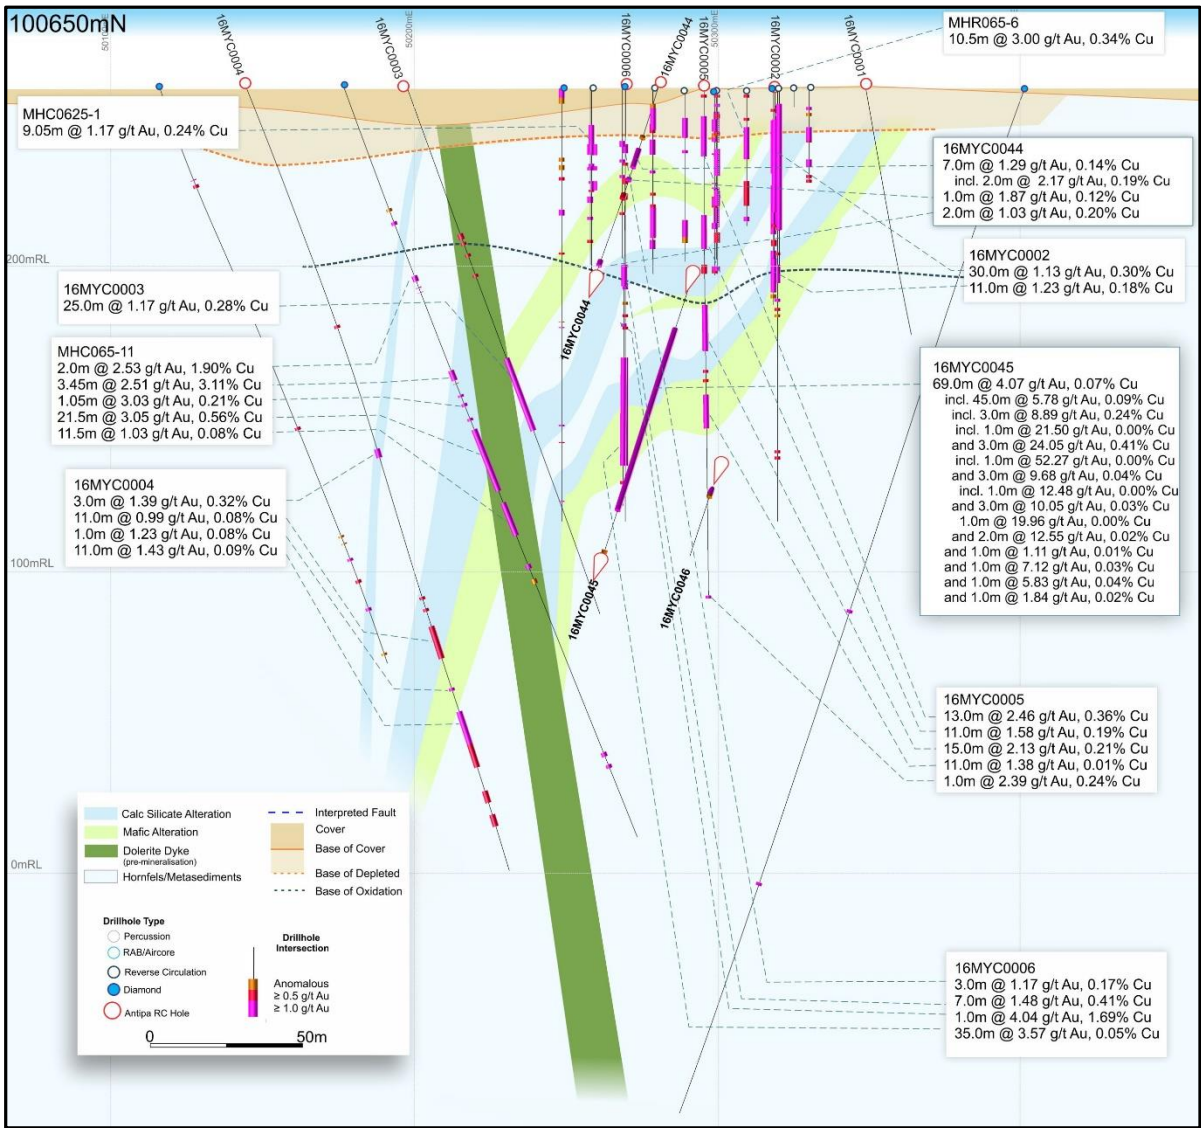 100650mN
50100mE
50200mE
50300mE
16MYC0004
16MYC0003
16MYC0006
16MYC0044
16MYC0005
16MYC0002
16MYC0001
MHR065-6
10.5m @ 3.00 g/t Au, 0.34% Cu
MHC0625-1
9.05m @ 1.17 g/t Au, 0.24% Cu
16MYC0044
7.0m @ 1.29 g/t Au, 0.14% Cu
incl. 2.0m @ 2.17 g/t Au, 0.19% Cu
1.0m @ 1.87 g/t Au, 0.12% Cu
2.0m @ 1.03 g/t Au, 0.20% Cu
200mRL
16MYC0002
30.0m @ 1.13 g/t Au, 0.30% Cu
11.0m @ 1.23 g/t Au, 0.18% Cu
16MYC0003
25.0m @ 1.17 g/t Au, 0.28% Cu
16MYC0044
MHC065-11
2.0m @ 2.53 g/t Au, 1.90% Cu
3.45m @ 2.51 g/t Au, 3.11% Cu
1.05m @ 3.03 g/t Au, 0.21% Cu
21.5m @ 3.05 g/t Au, 0.56% Cu
11.5m @ 1.03 g/t Au, 0.08% Cu
16MYC0045
69.0m @ 4.07 g/t Au, 0.07% Cu
incl. 45.0m @ 5.78 g/t Au, 0.09% Cu
incl. 3.0m @ 8.89 g/t Au, 0.24% Cu
incl. 1.0m @ 21.50 g/t Au, 0.00% Cu
and 3.0m @ 24.05 g/t Au, 0.41% Cu
incl. 1.0m @ 52.27 g/t Au, 0.00% Cu
and 3.0m @ 9.68 g/t Au, 0.04% Cu
incl. 1.0m @ 12.48 g/t Au, 0.00% Cu
and 3.0m @ 10.05 g/t Au, 0.03% Cu
1.0m @ 19.96 g/t Au, 0.00% Cu
and 2.0m @ 12.55 g/t Au, 0.02% Cu
and 1.0m @ 1.11 g/t Au, 0.01% Cu
and 1.0m @ 7.12 g/t Au, 0.03% Cu
and 1.0m @ 5.83 g/t Au, 0.04% Cu
and 1.0m @ 1.84 g/t Au, 0.02% Cu
16MYC0004
3.0m @ 1.39 g/t Au, 0.32% Cu
11.0m @ 0.99 g/t Au, 0.08% Cu
1.0m @ 1.23 g/t Au, 0.08% Cu
11.0m @ 1.43 g/t Au, 0.09% Cu
100mRL
16MYC0045
16MYC0046
16MYC0005
13.0m @ 2.46 g/t Au, 0.36% Cu
11.0m @ 1.58 g/t Au, 0.19% Cu
15.0m @ 2.13 g/t Au, 0.21% Cu
11.0m @ 1.38 g/t Au, 0.01% Cu
1.0m @ 2.39 g/t Au, 0.24% Cu
0mRL
Calc Silicate Alteration
Mafic Alteration
Dolerite Dyke
(pre-mineralisation)
Hornfels/Metasediments
Interpreted Fault
Cover
Base of Cover
Base of Depleted
Base of Oxidation
Drillhole Type
Percussion
RAB/Aircore
Reverse Circulation
Diamond
Antipa RC Hole
Drillhole
Intersection
Anomalous
≥ 0.5 g/t Au
≥ 1.0 g/t Au
0 50m
16MYC0006
3.0m @ 1.17 g/t Au, 0.17% Cu
7.0m @ 1.48 g/t Au, 0.41% Cu
1.0m @ 4.04 g/t Au, 1.69% Cu
35.0m @ 3.57 g/t Au, 0.05% Cu